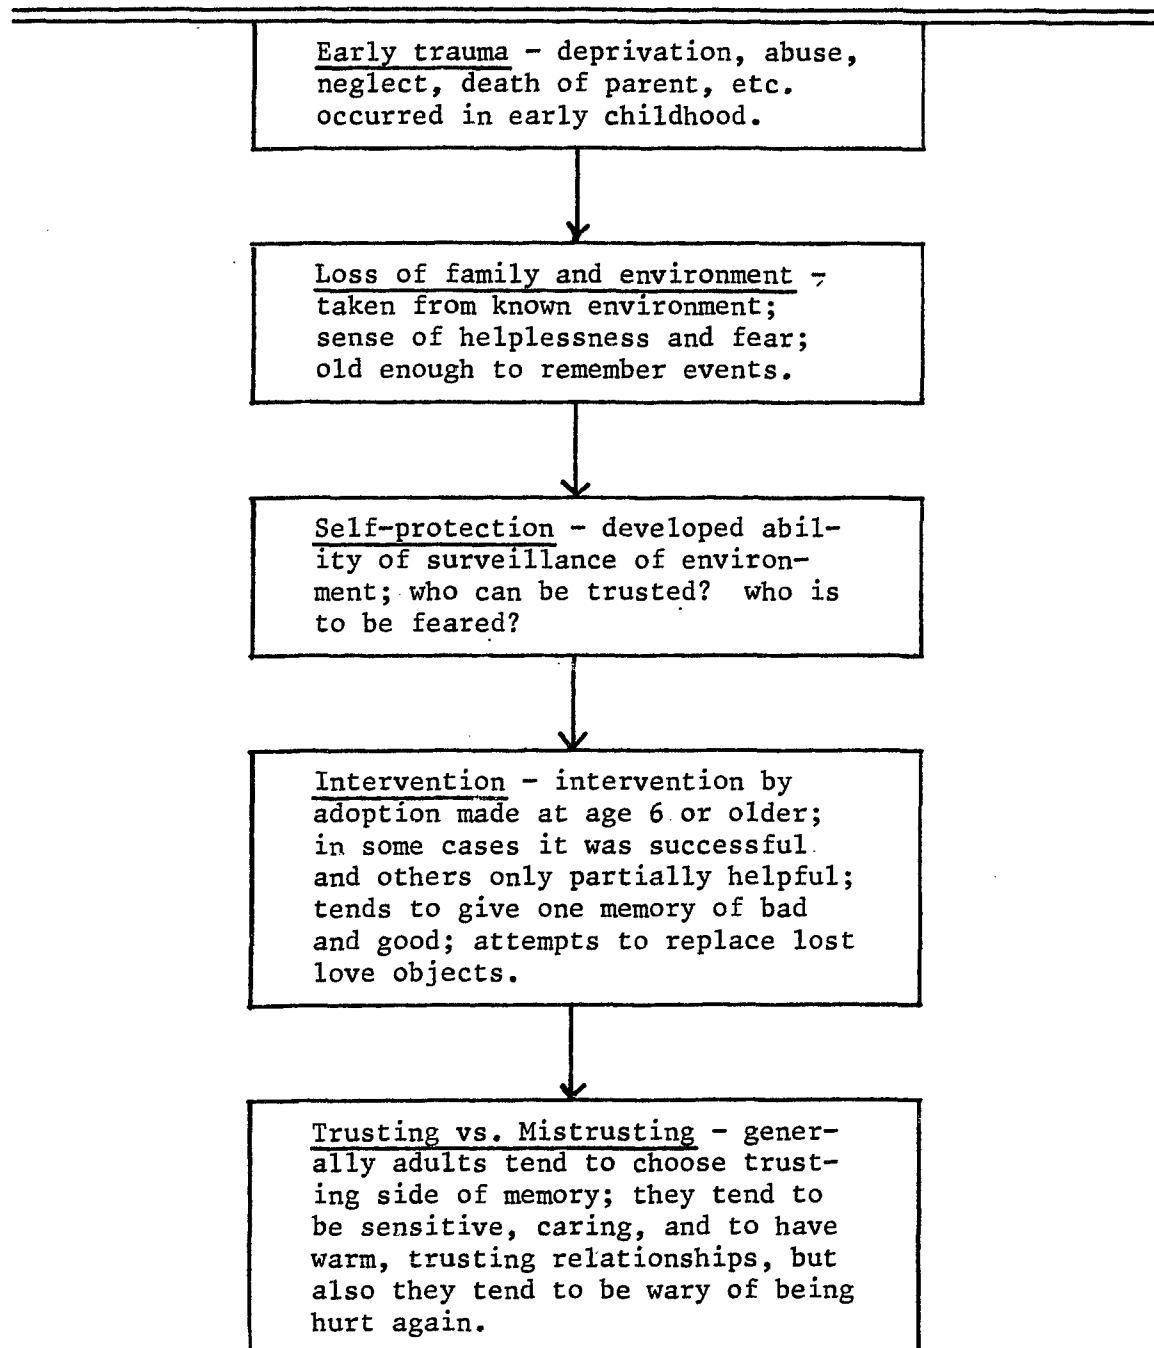 Early trauma - deprivation, abuse,
neglect, death of parent, etc.
occurred in early childhood.
Loss of family and environment -
taken from known environment;
sense of helplessness and fear;
old enough to remember events.
Self-protection - developed abil-
ity of surveillance of environ-
ment; who can be trusted? who is
to be feared?
Intervention - intervention by
adoption made at age 6 or older;
in some cases it was successful
and others only partially helpful;
tends to give one memory of bad
and good; attempts to replace lost
love objects.
Trusting vs. Mistrusting - gener-
ally adults tend to choose trust-
ing side of memory; they tend to
be sensitive, caring, and to have
warm, trusting relationships, but
also they tend to be wary of being
hurt again.